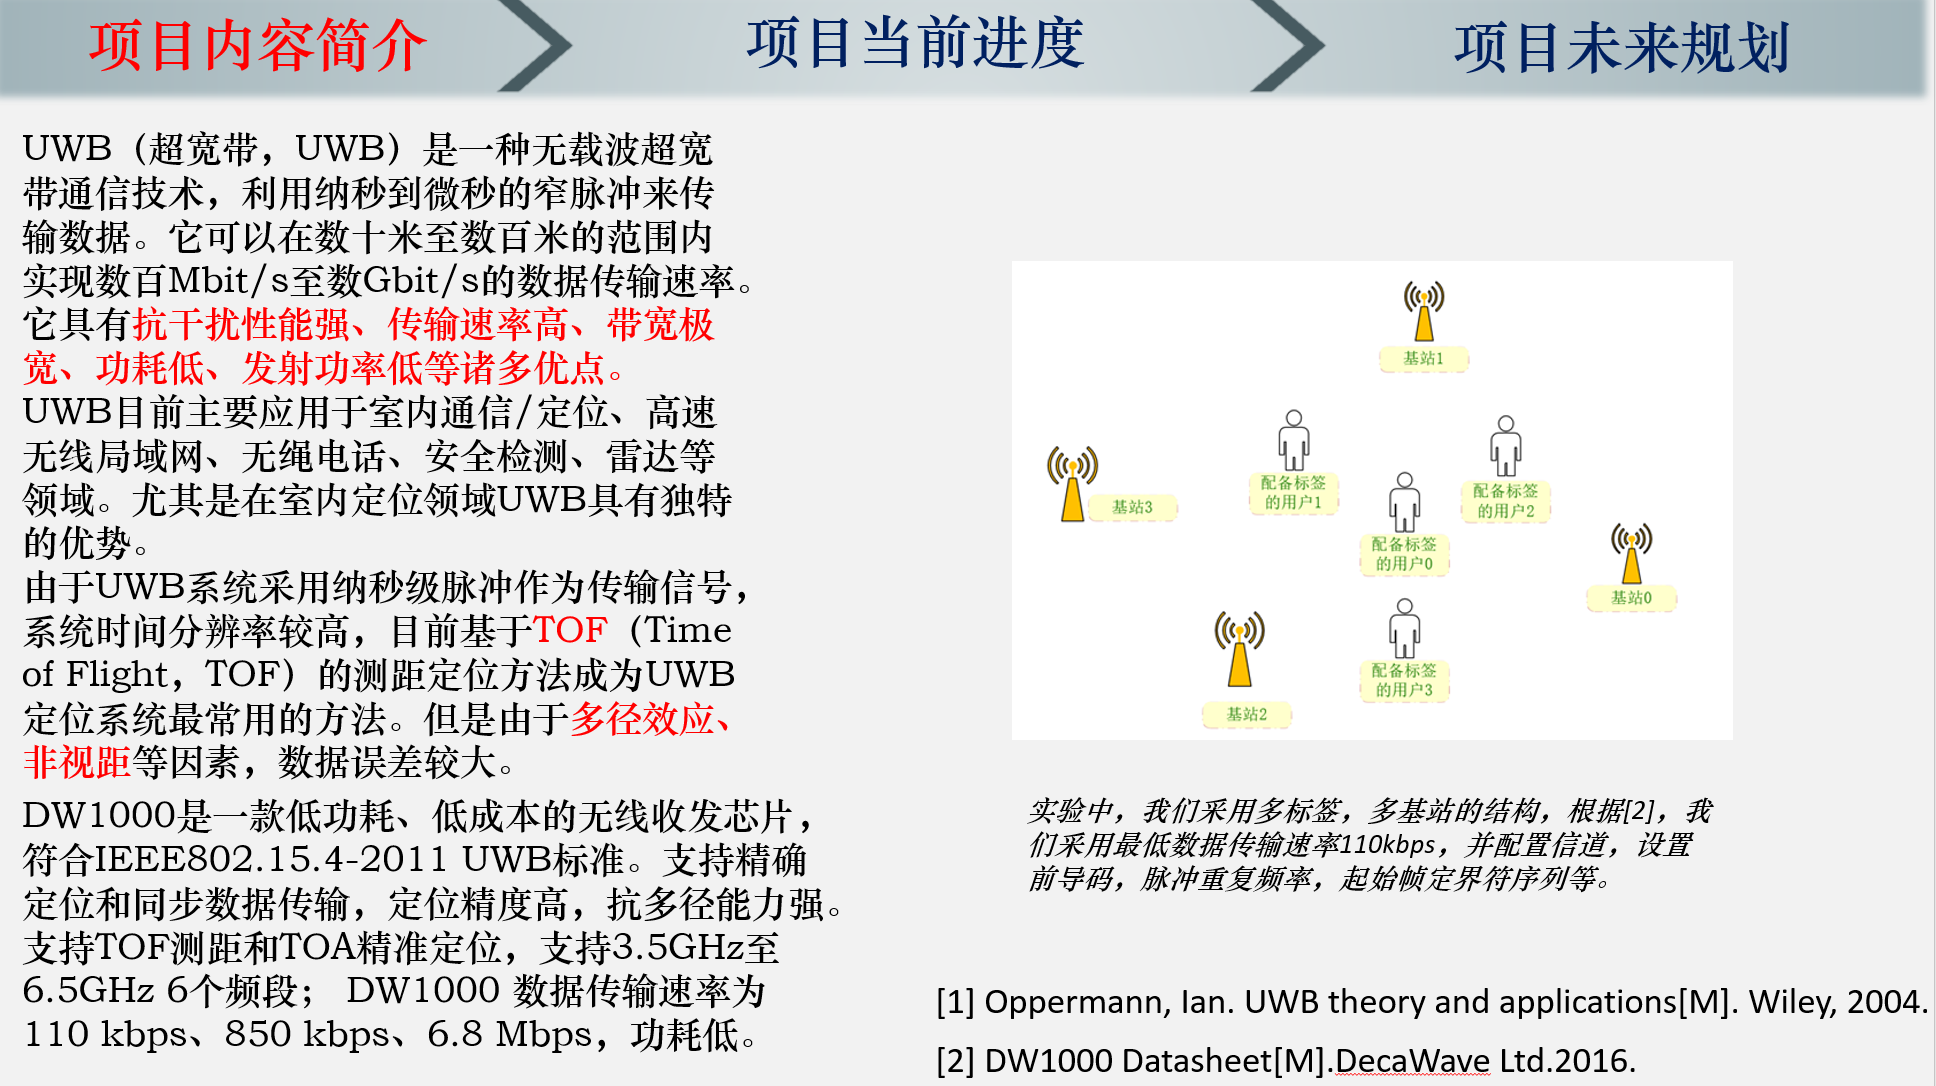 项目内容简介
项目当前进度
项目未来规划
UWB（超宽带，UWB）是一种无载波超宽
带通信技术，利用纳秒到微秒的窄脉冲来传
输数据。它可以在数十米至数百米的范围内
实现数百Mbit/s至数Gbit/s的数据传输速率。
它具有抗干扰性能强、传输速率高、带宽极
宽、功耗低、发射功率低等诸多优点。
UWB目前主要应用于室内通信/定位、高速
无线局域网、无绳电话、安全检测、雷达等
领域。尤其是在室内定位领域UWB具有独特
的优势。
由于UWB系统采用纳秒级脉冲作为传输信号，
系统时间分辨率较高，目前基于TOF（Time
of Flight，TOF）的测距定位方法成为UWB
定位系统最常用的方法。但是由于多径效应、
非视距等因素，数据误差较大。
DW1000是一款低功耗、低成本的无线收发芯片，
符合IEEE802.15.4-2011 UWB标准。支持精确
定位和同步数据传输，定位精度高，抗多径能力强。
支持TOF测距和TOA精准定位，支持3.5GHz至
6.5GHz 6个频段； DW1000 数据传输速率为
110 kbps、850 kbps、6.8 Mbps，功耗低。
基站1
基站3
配备标签
的用户1
配备标签
的用户2
配备标签
的用户0
基站0
配备标签
的用户3
基站2
实验中，我们采用多标签，多基站的结构，根据[2]，我
们采用最低数据传输速率110kbps，并配置信道，设置
前导码，脉冲重复频率，起始帧定界符序列等。
[1] Oppermann, Ian. UWB theory and applications[M]. Wiley, 2004.
[2] DW1000 Datasheet[M].DecaWave Ltd.2016.